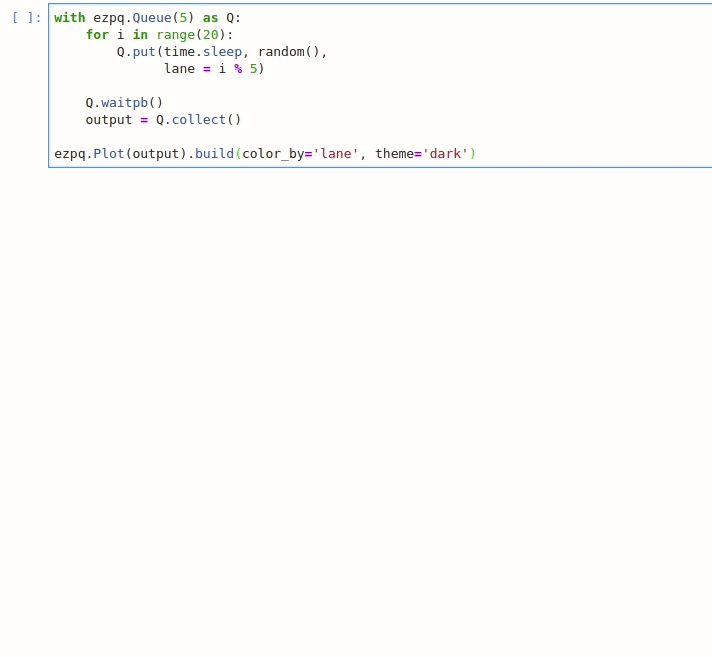 [ ]: with ezpq.Queue(5) as Q:
    for i in range(20):
        Q.put(time.sleep, random(),
              lane = i % 5)

    Q.waitpb()
    output = Q.collect()

ezpq.Plot(output).build(color_by='lane', theme='dark')